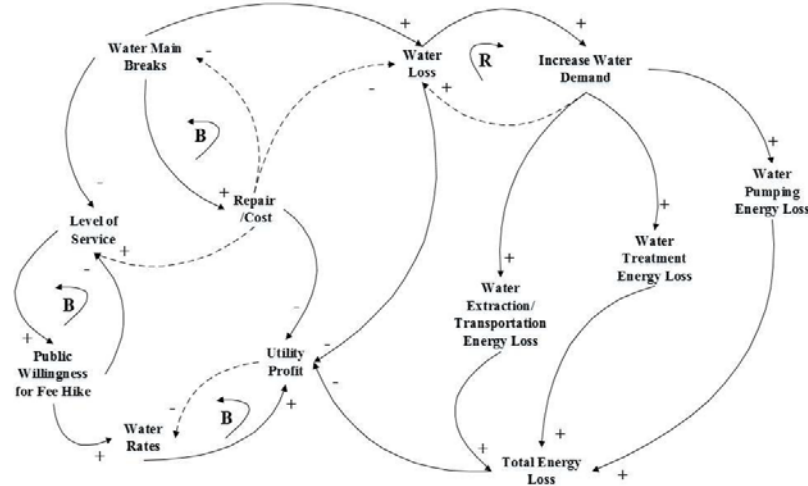 +
+
Water Main
Breaks
-
Water
Loss
R
Increase Water
Demand
-
+
B
+
Water
Pumping
Energy Loss
-
+
Repair
/Cost
+
Level of
Service
+
-
Water
Treatment
Energy Loss
+
B
Water
Extraction/
Transportation
Energy Loss
-
+
-
Public
Willingness
for Fee Hike
Utility
Profit
-
-
B
+
Water
Rates
+
+
+
Total Energy
Loss
+